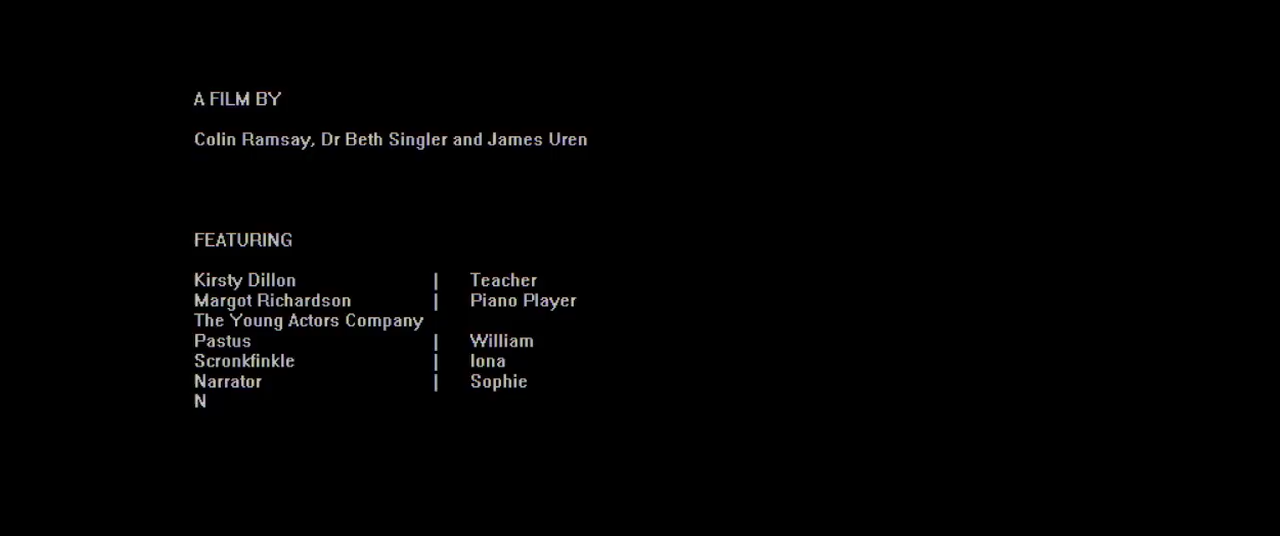 A FILM BY
Colin Ramsay, Dr Beth Singler and James Uren
FEATURING
Kirsty Dillon | Teacher
Margot Richardson | Piano Player
The Young Actors Company
Pastus | William
Scronkfinkle | Iona
Narrator | Sophie
N